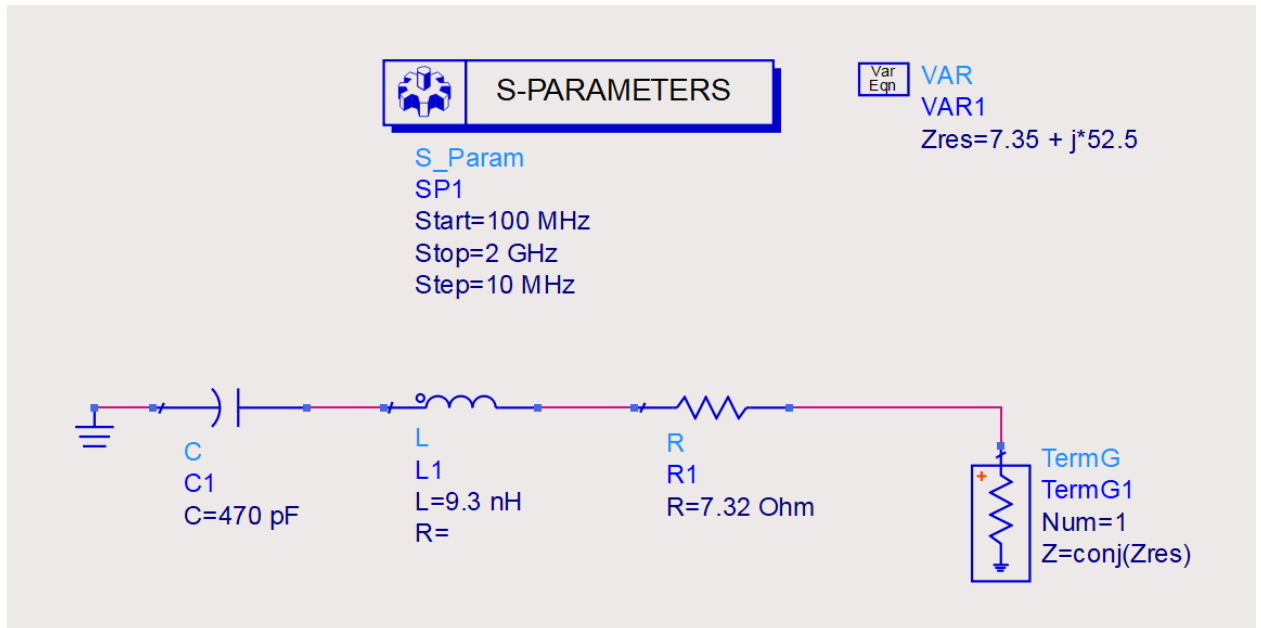 S-PARAMETERS
S_Param
SP1
Start=100 MHz
Stop=2 GHz
Step=10 MHz
Var
Eqn
VAR
VAR1
Zres=7.35 + j*52.5
C
C1
C=470 pF
L
L1
L=9.3 nH
R=
R
R1
R=7.32 Ohm
+
TermG
TermG1
Num=1
Z=conj(Zres)